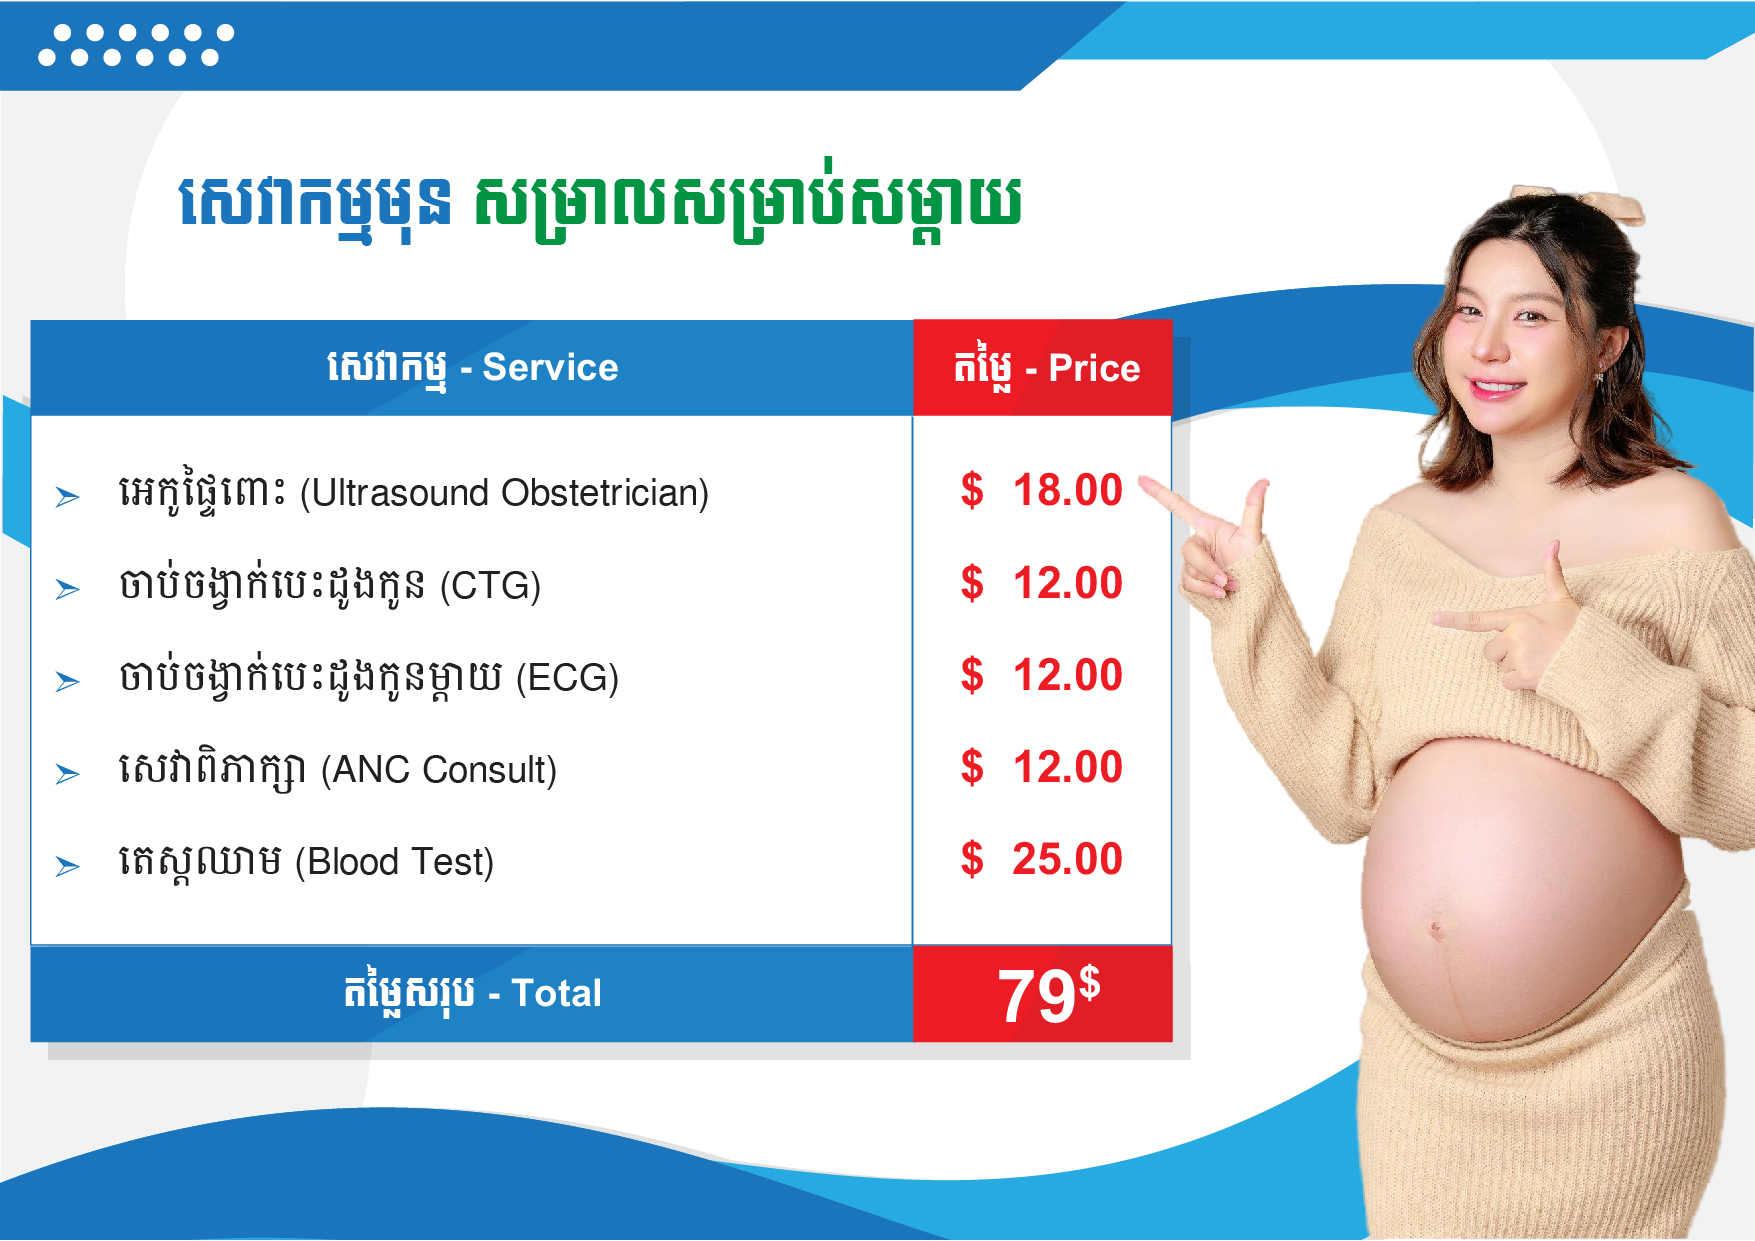 សេវាកម្មមុន សម្រាលសម្រាប់សម្ដាយ
សេវាកម្ម - Service តម្លៃ - Price
អេកូផ្ទៃពោះ (Ultrasound Obstetrician) $ 18.00
ចាប់ចង្វាក់បេះដូងកូន (CTG) $ 12.00
ចាប់ចង្វាក់បេះដូងកូនម្ដាយ (ECG) $ 12.00
សេវាពិភាក្សា (ANC Consult) $ 12.00
តេស្តឈាម (Blood Test) $ 25.00
តម្លៃសរុប - Total 79$